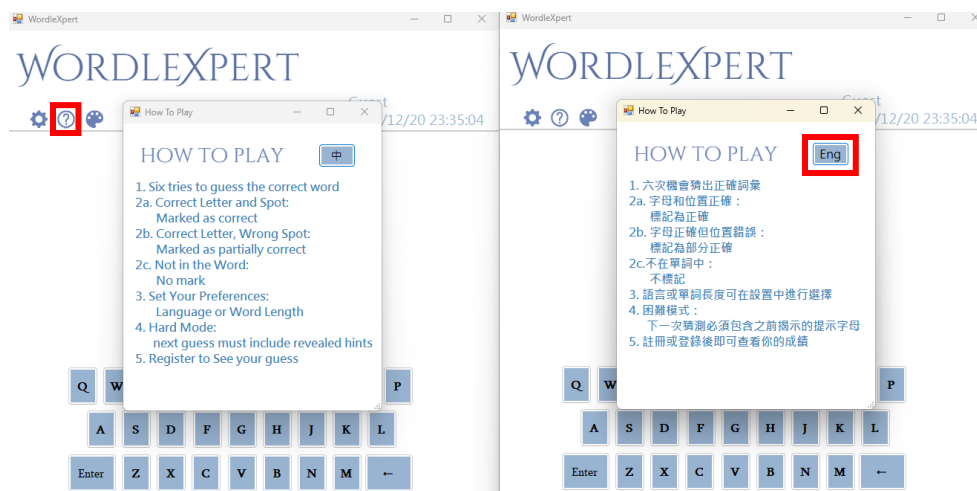 WordleXpert
WORDLEXPERT
/12/20 23:35:04
How To Play
HOW TO PLAY
中
1. Six tries to guess the correct word
2a. Correct Letter and Spot:
Marked as correct
2b. Correct Letter, Wrong Spot:
Marked as partially correct
2c. Not in the Word:
No mark
3. Set Your Preferences:
Language or Word Length
4. Hard Mode:
next guess must include revealed hints
5. Register to See your guess
Q W P
A S D F G H J K L
Enter Z X C V B N M ←
WordleXpert
WORDLEXPERT
/12/20 23:35:04
How To Play
HOW TO PLAY
Eng
1. 六次機會猜出正確詞彙
2a. 字母和位置正確：
標記為正確
2b. 字母正確但位置錯誤：
標記為部分正確
2c.不在單詞中：
不標記
3. 語言或單詞長度可在設置中進行選擇
4. 困難模式：
下一次猜測必須包含之前揭示的提示字母
5. 註冊或登錄後即可查看你的成績
Q W P
A S D F G H J K L
Enter Z X C V B N M ←